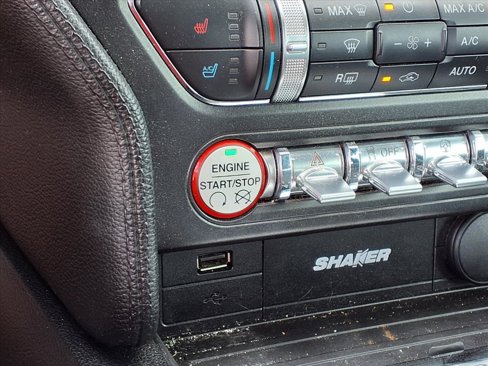 MAX
MAX A/C
A/C
A/C
R
AUTO
ENGINE
START/STOP
OFF
SHAKER